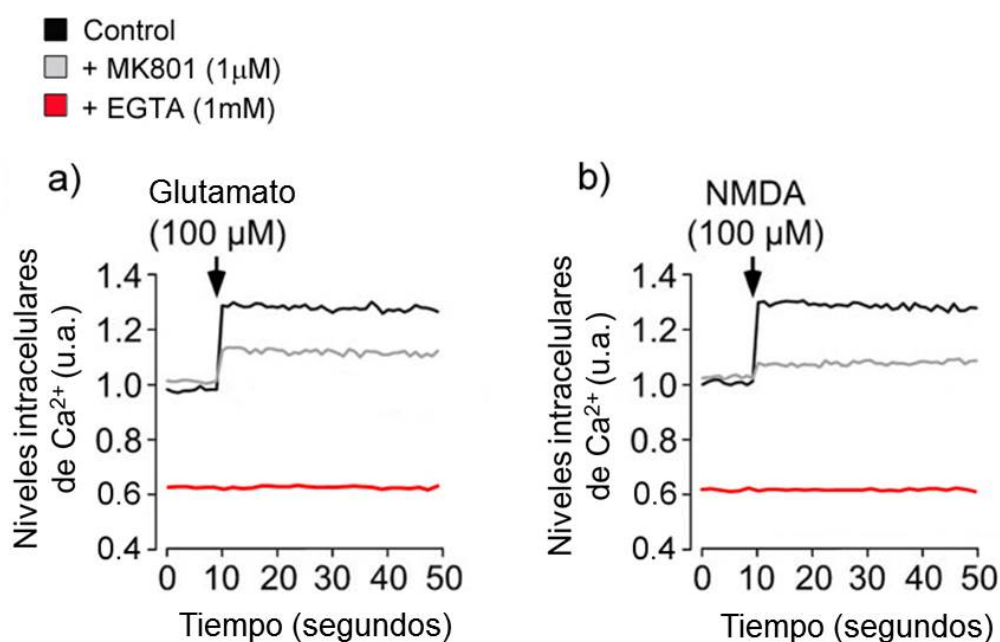 Control
+ MK801 (1μM)
+ EGTA (1mM)
a)
Glutamato
(100 μM)
Niveles intracelulares
de Ca²⁺ (u.a.)
1.4
1.2
1.0
0.8
0.6
0.4
0 10 20 30 40 50
Tiempo (segundos)
b)
NMDA
(100 μM)
Niveles intracelulares
de Ca²⁺ (u.a.)
1.4
1.2
1.0
0.8
0.6
0.4
0 10 20 30 40 50
Tiempo (segundos)